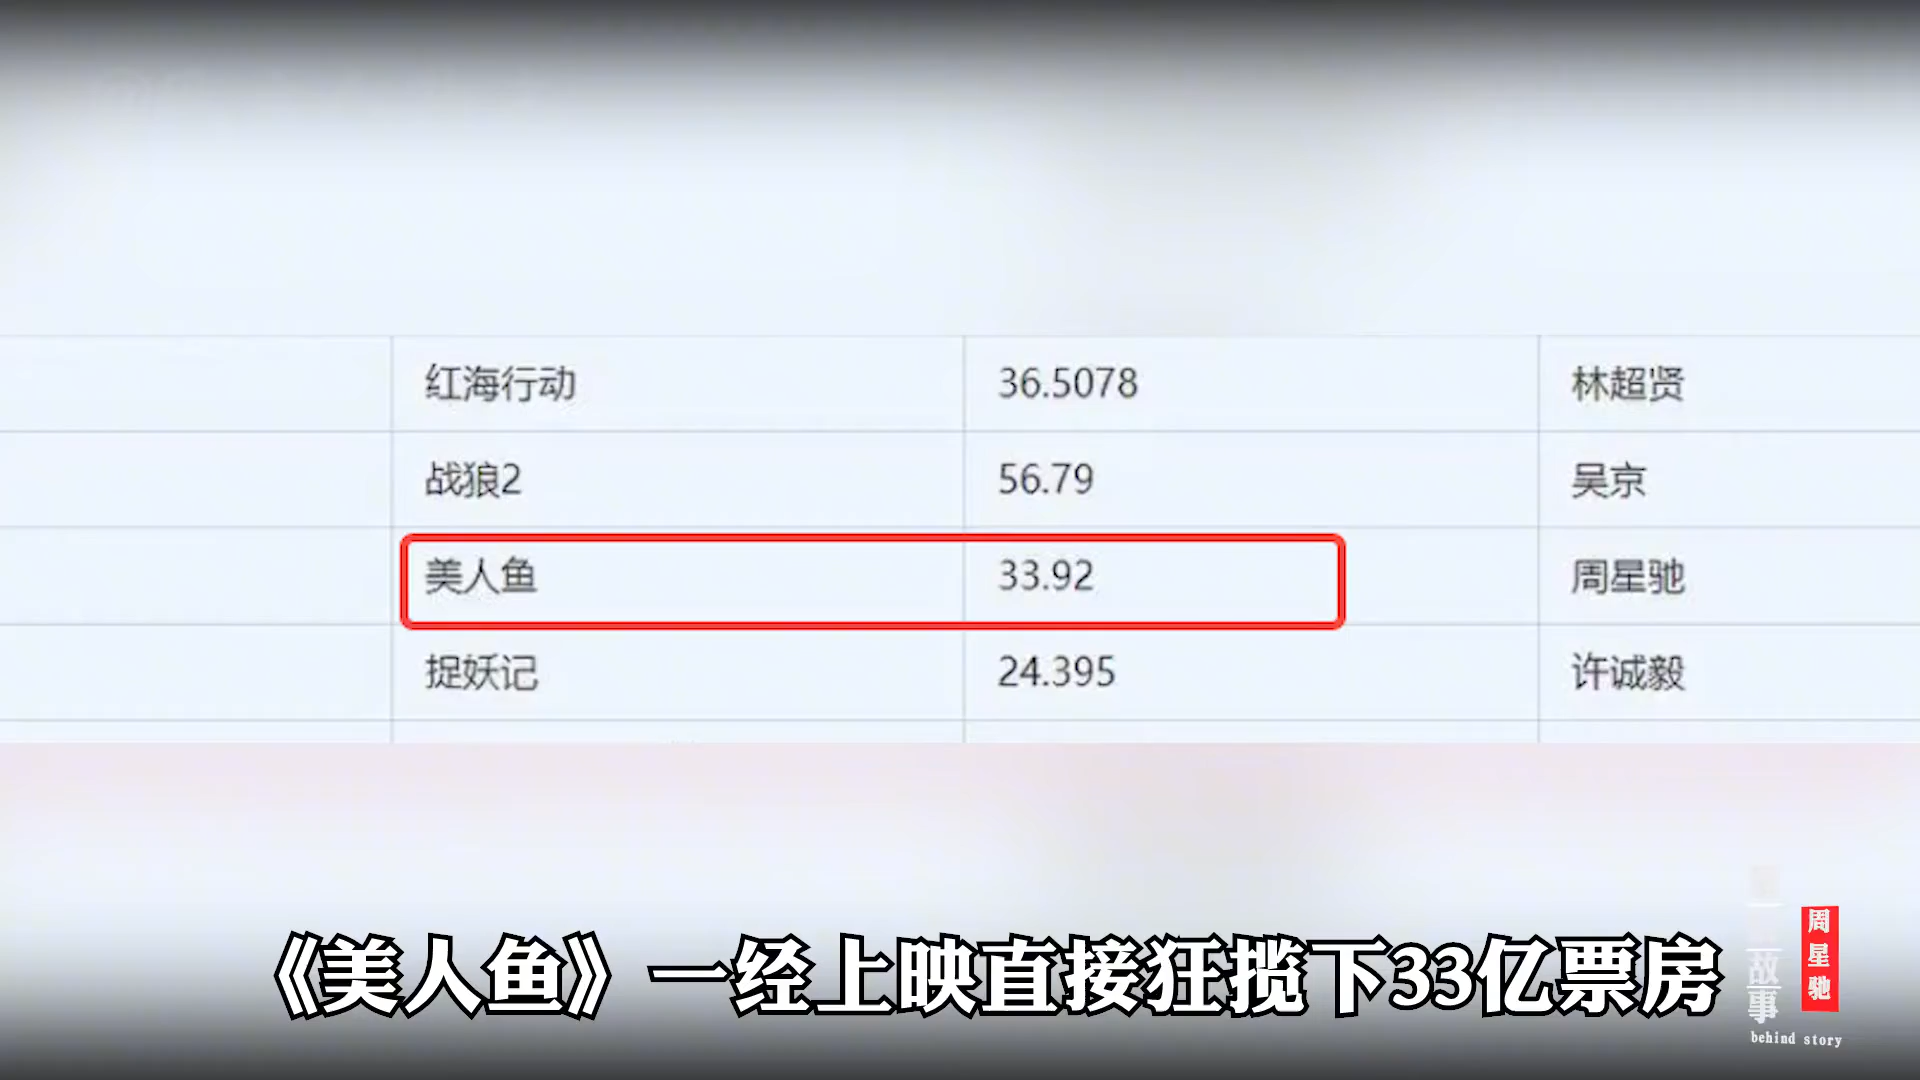 红海行动 36.5078 林超贤
战狼2 56.79 吴京
美人鱼 33.92 周星驰
捉妖记 24.395 许诚毅
《美人鱼》一经上映直接狂揽下33亿票房
周星驰
故事
behind story